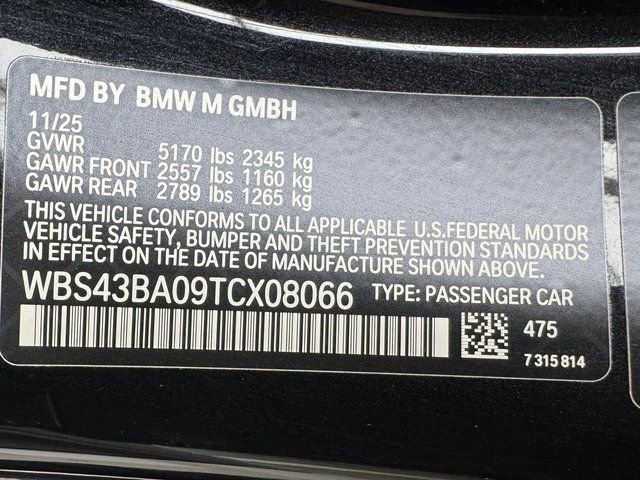 MFD BY BMW M GMBH
11/25
GVWR 5170 lbs 2345 kg
GAWR FRONT 2557 lbs 1160 kg
GAWR REAR 2789 lbs 1265 kg
THIS VEHICLE CONFORMS TO ALL APPLICABLE U.S.FEDERAL MOTOR
VEHICLE SAFETY, BUMPER AND THEFT PREVENTION STANDARDS
IN EFFECT ON THE DATE OF MANUFACTURE SHOWN ABOVE.
WBS43BA09TCX08066 TYPE: PASSENGER CAR
475
7 315 814